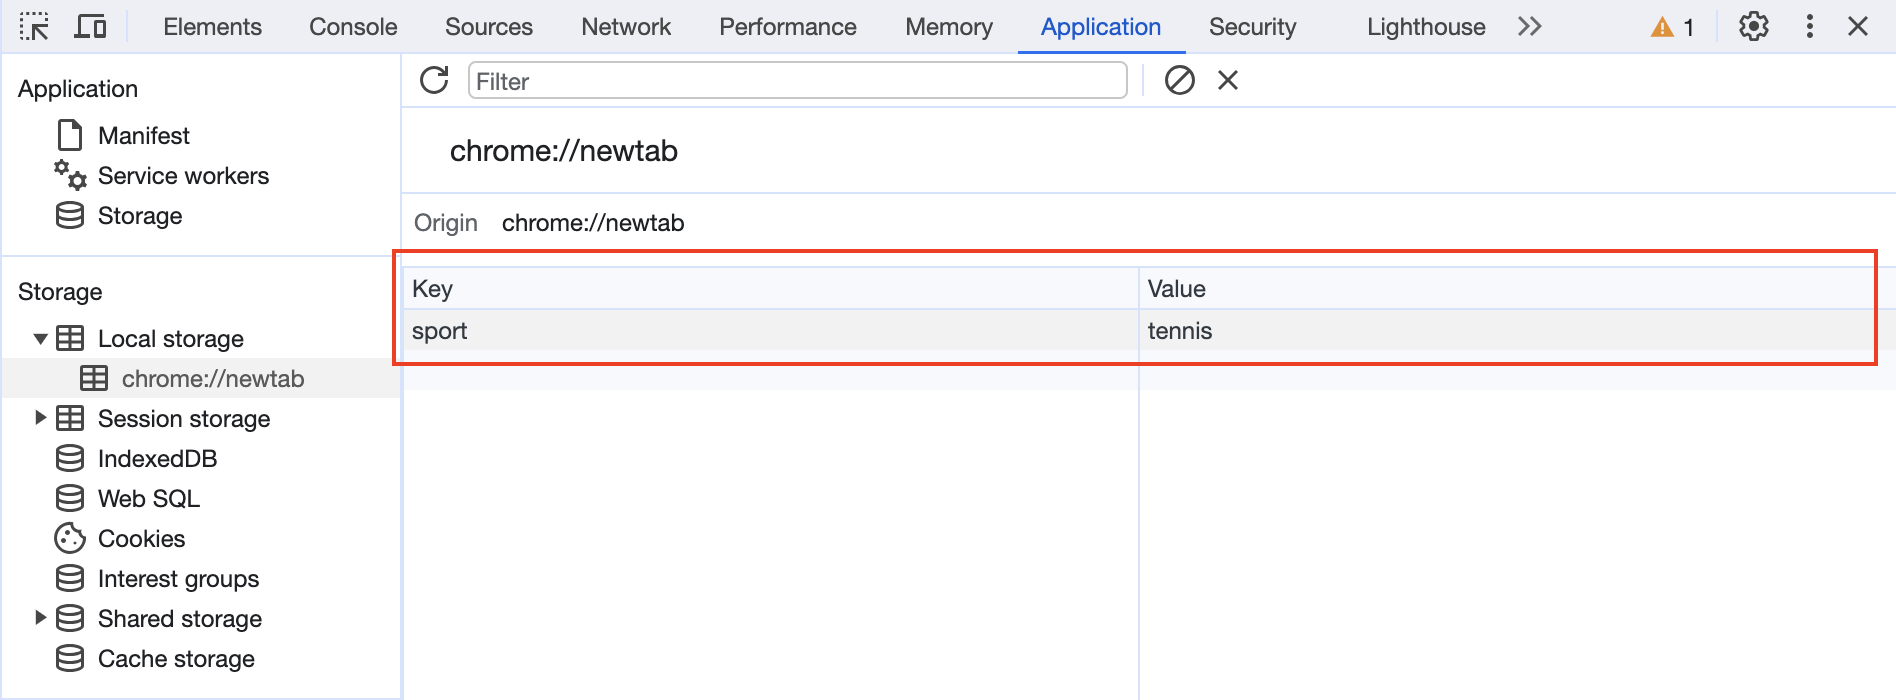 Elements Console Sources Network Performance Memory Application Security Lighthouse 1
Application
Manifest
Service workers
Storage
Storage
Local storage
chrome://newtab
Session storage
IndexedDB
Web SQL
Cookies
Interest groups
Shared storage
Cache storage
Filter
chrome://newtab
Origin chrome://newtab
Key Value
sport tennis